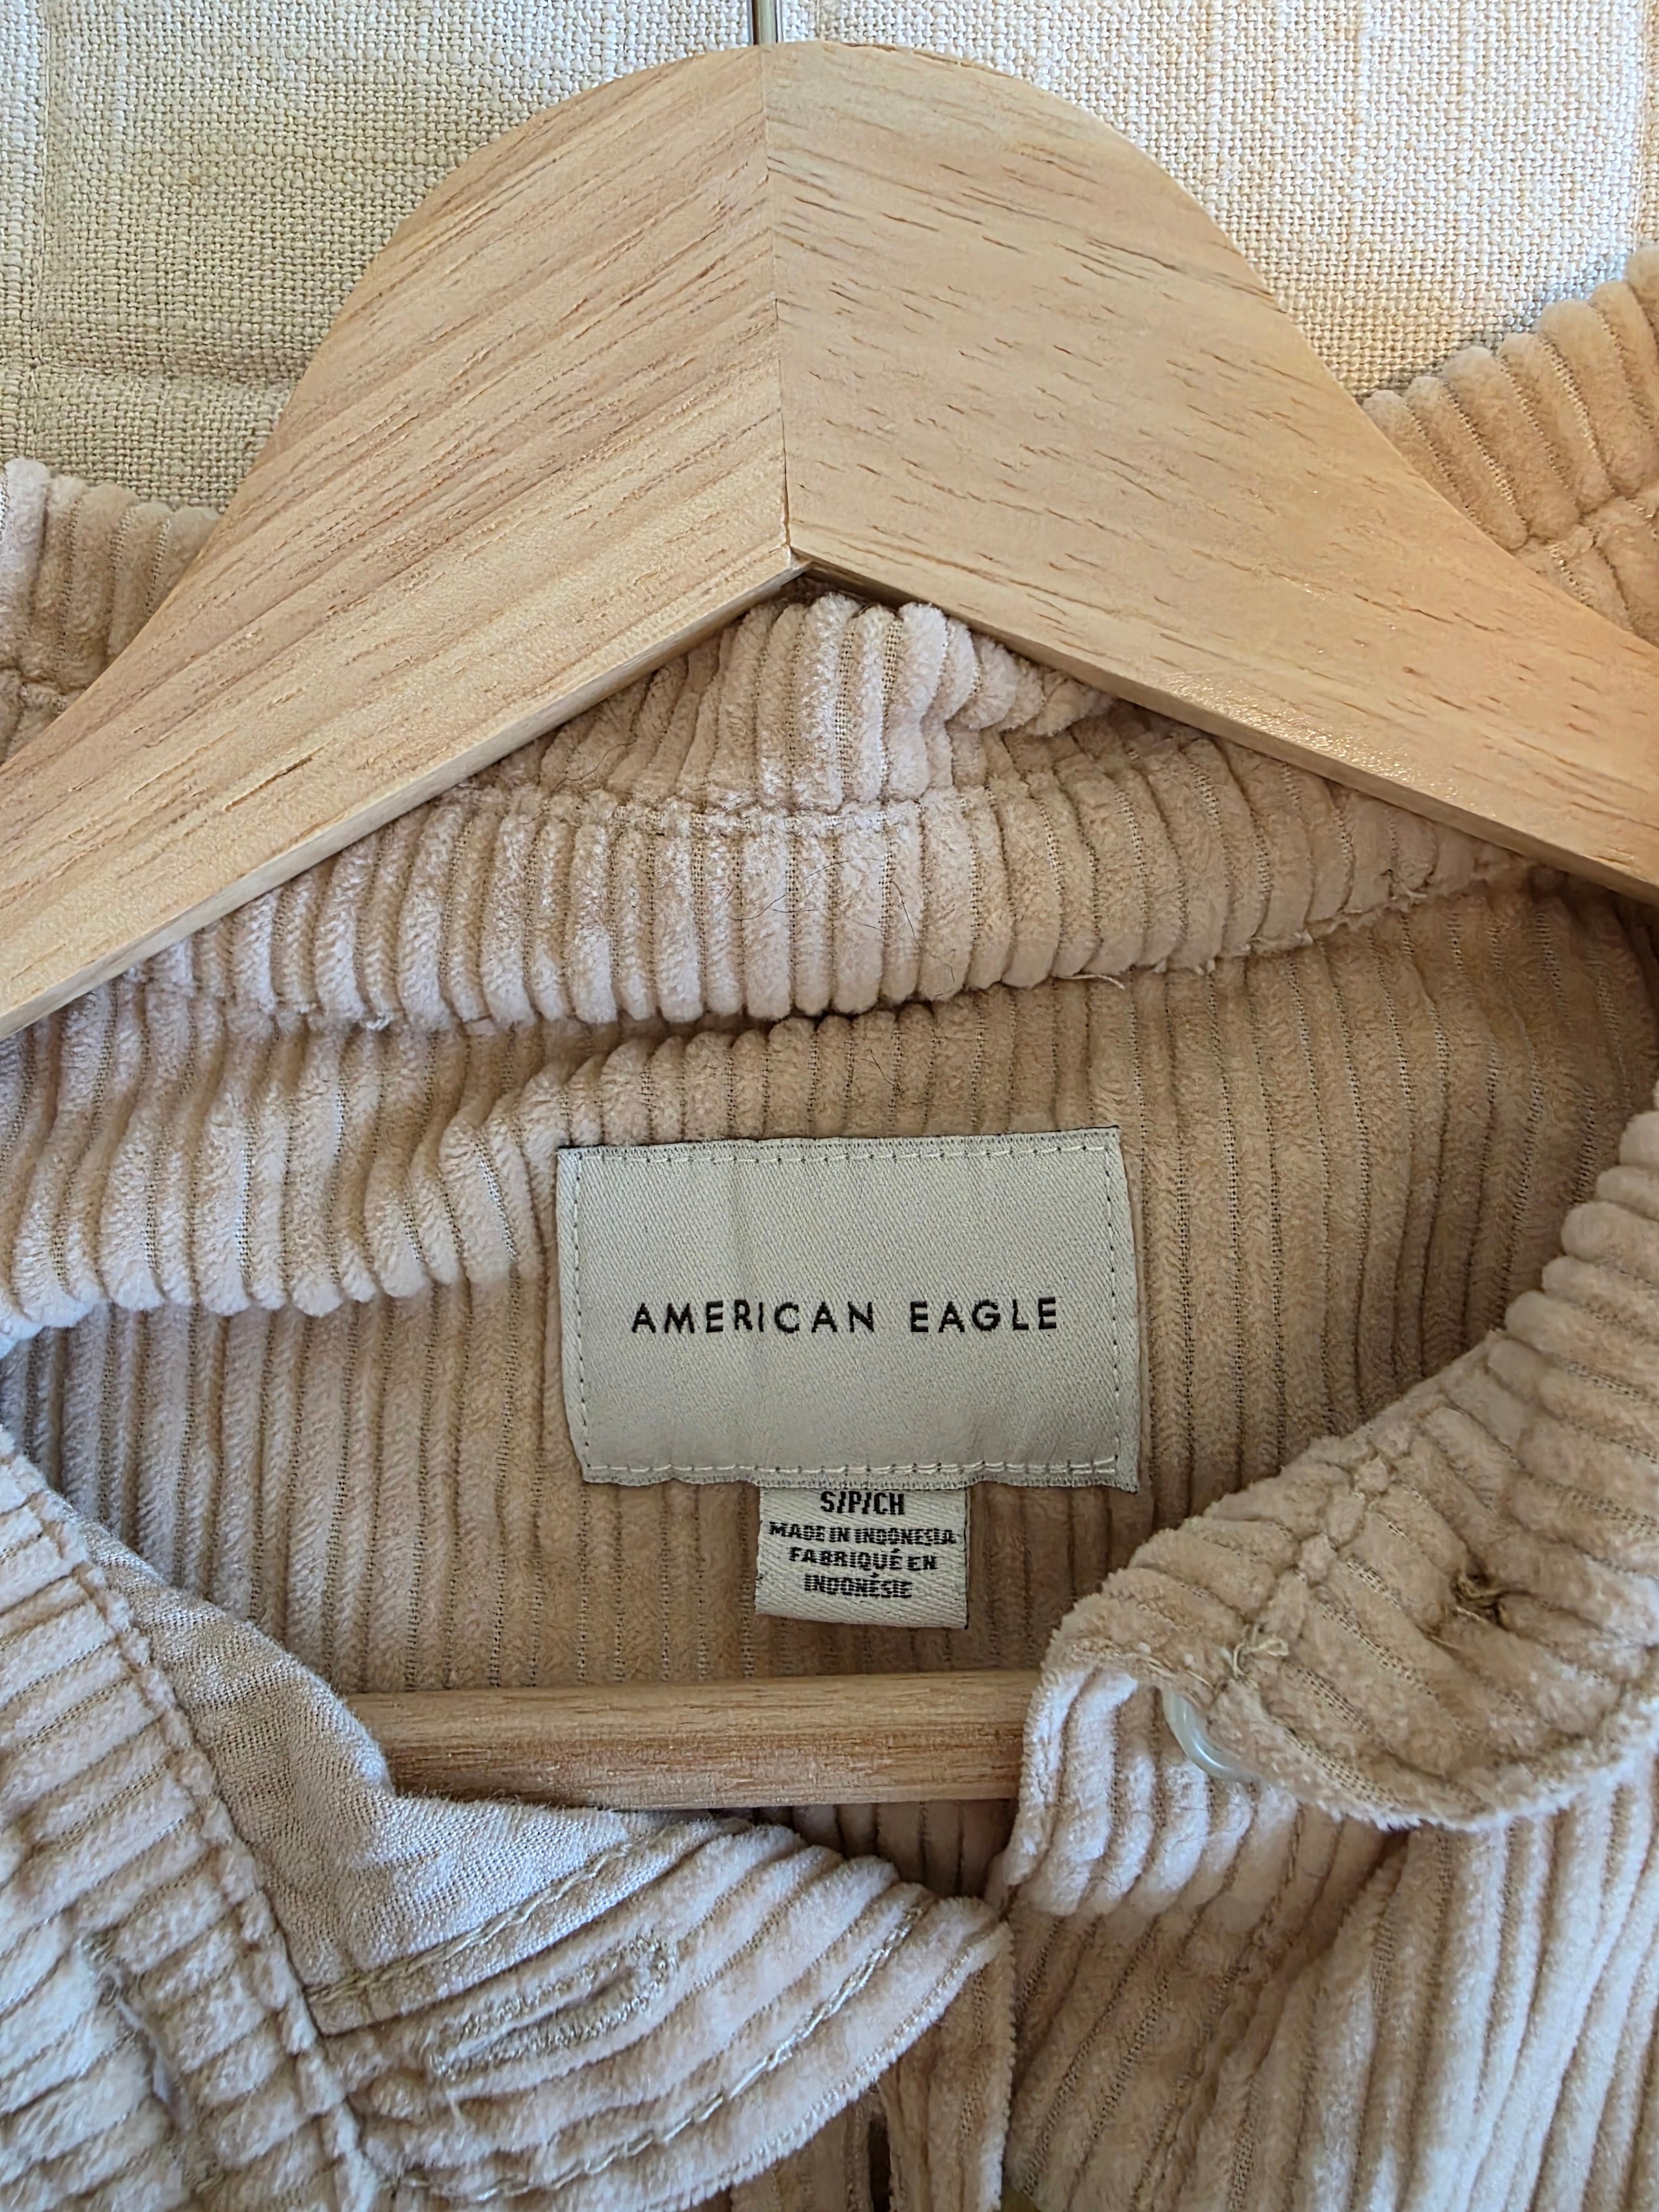 AMERICAN EAGLE
S/P/CH
MADE IN INDONESIA
FABRIQUÉ EN
INDONÉSIE